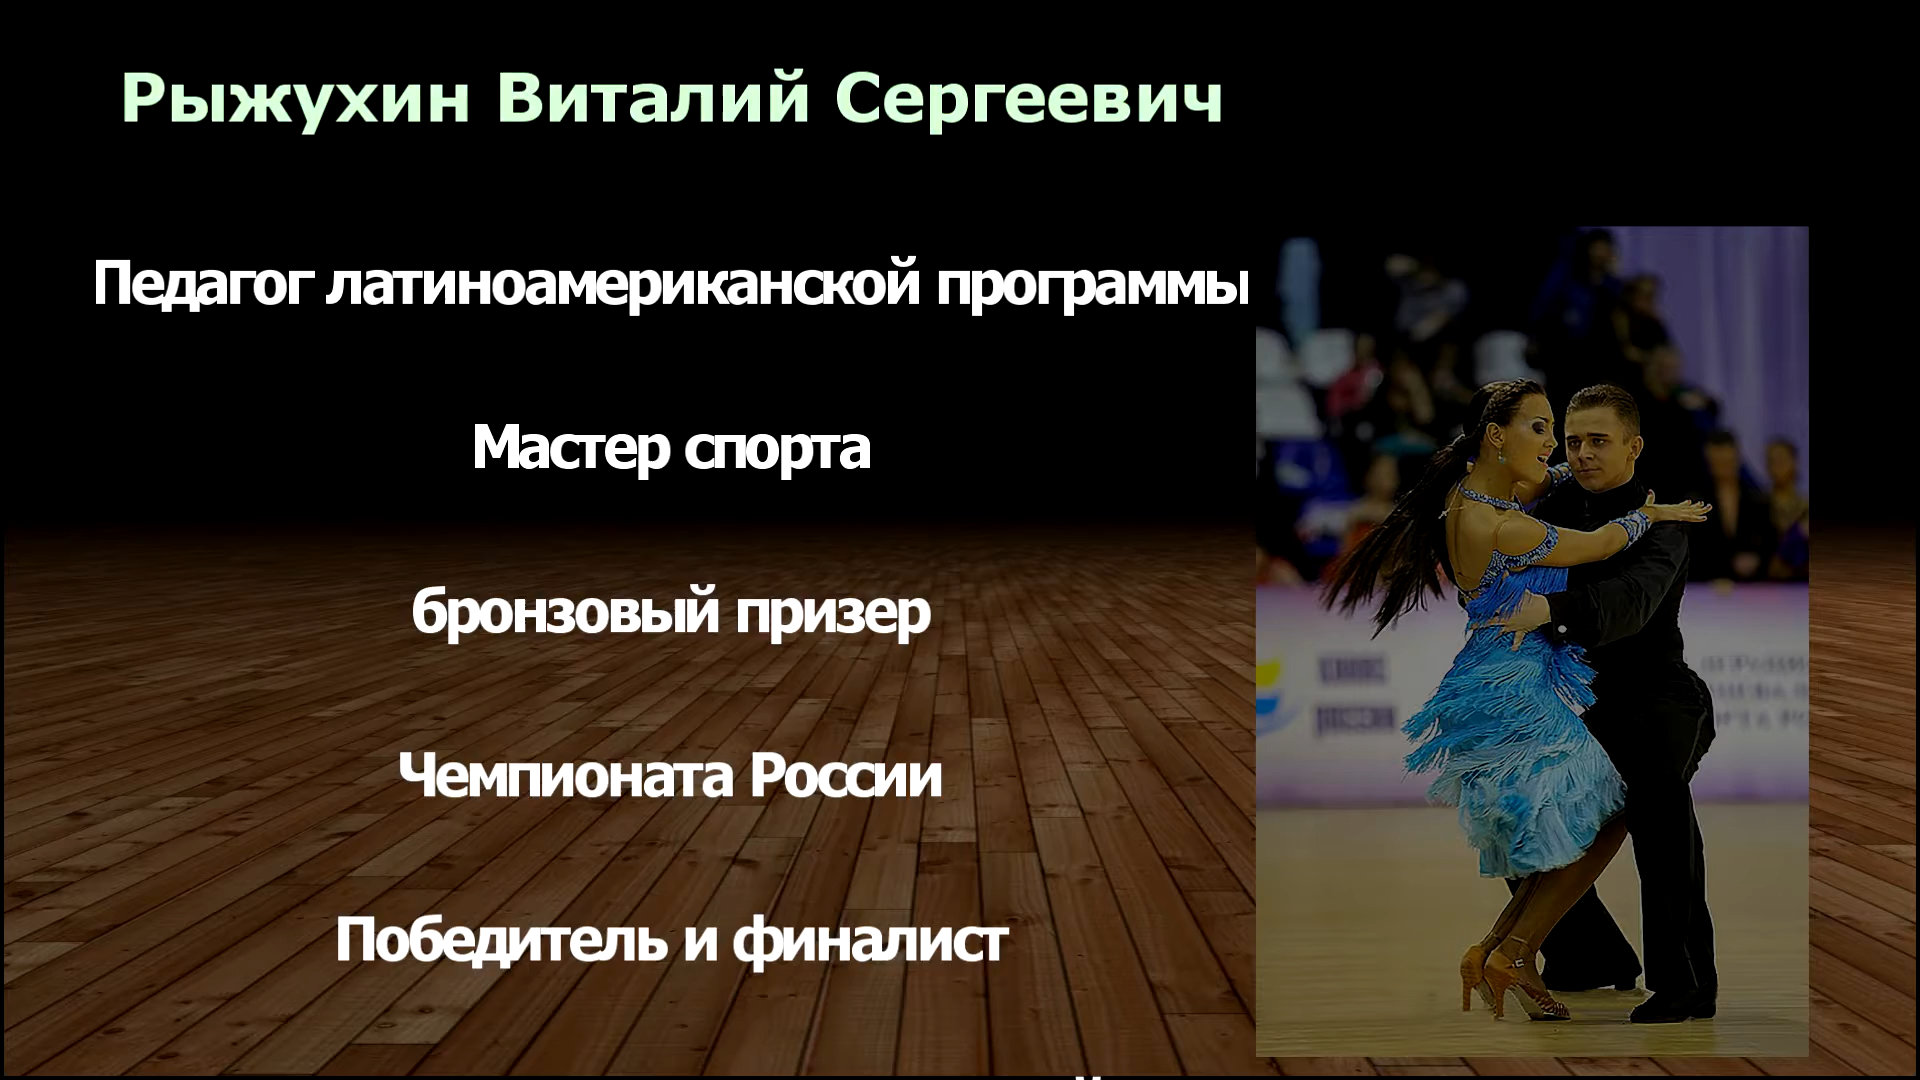 Рыжухин Виталий Сергеевич
Педагог латиноамериканской программы
Мастер спорта
бронзовый призер
Чемпионата России
Победитель и финалист